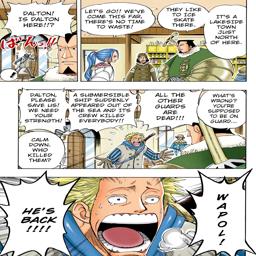 DALTON!
IS DALTON
HERE!!?
LET'S GO!! WE'VE
COME THIS FAR,
THERE'S NO TIME
TO WASTE!
THEY LIKE TO
ICE SKATE
THERE.
IT'S A
LAKESIDE
TOWN
JUST
NORTH
OF HERE.
DALTON,
PLEASE
SAVE US!
WE NEED
YOUR
STRENGTH!
CALM
DOWN.
WHO
KILLED
THEM?
A SUBMERSIBLE
SHIP SUDDENLY
APPEARED OUT OF
THE SEA AND ITS
CREW KILLED
EVERYBODY!!
ALL THE
OTHER
GUARDS
ARE
DEAD!!!
WHAT'S
WRONG?
YOU'RE
SUPPOSED
TO BE
ON GUARD...
HE'S
BACK
!!!!
WAPOL!